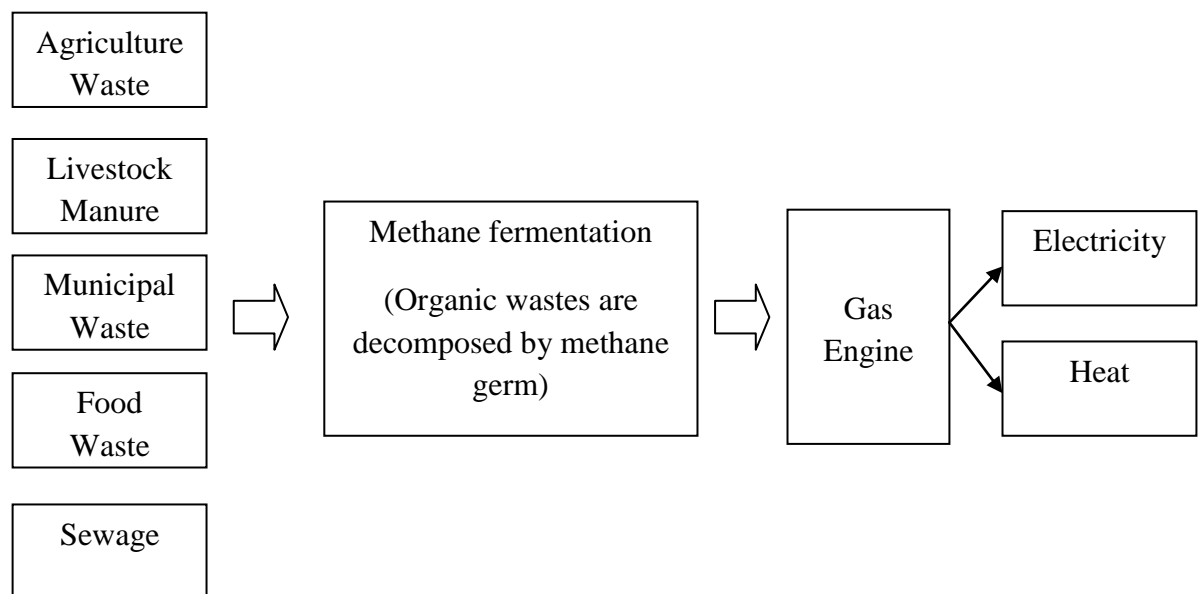 Agriculture
Waste
Livestock
Manure
Municipal
Waste
Food
Waste
Sewage
Methane fermentation
(Organic wastes are
decomposed by methane
germ)
Gas
Engine
Electricity
Heat